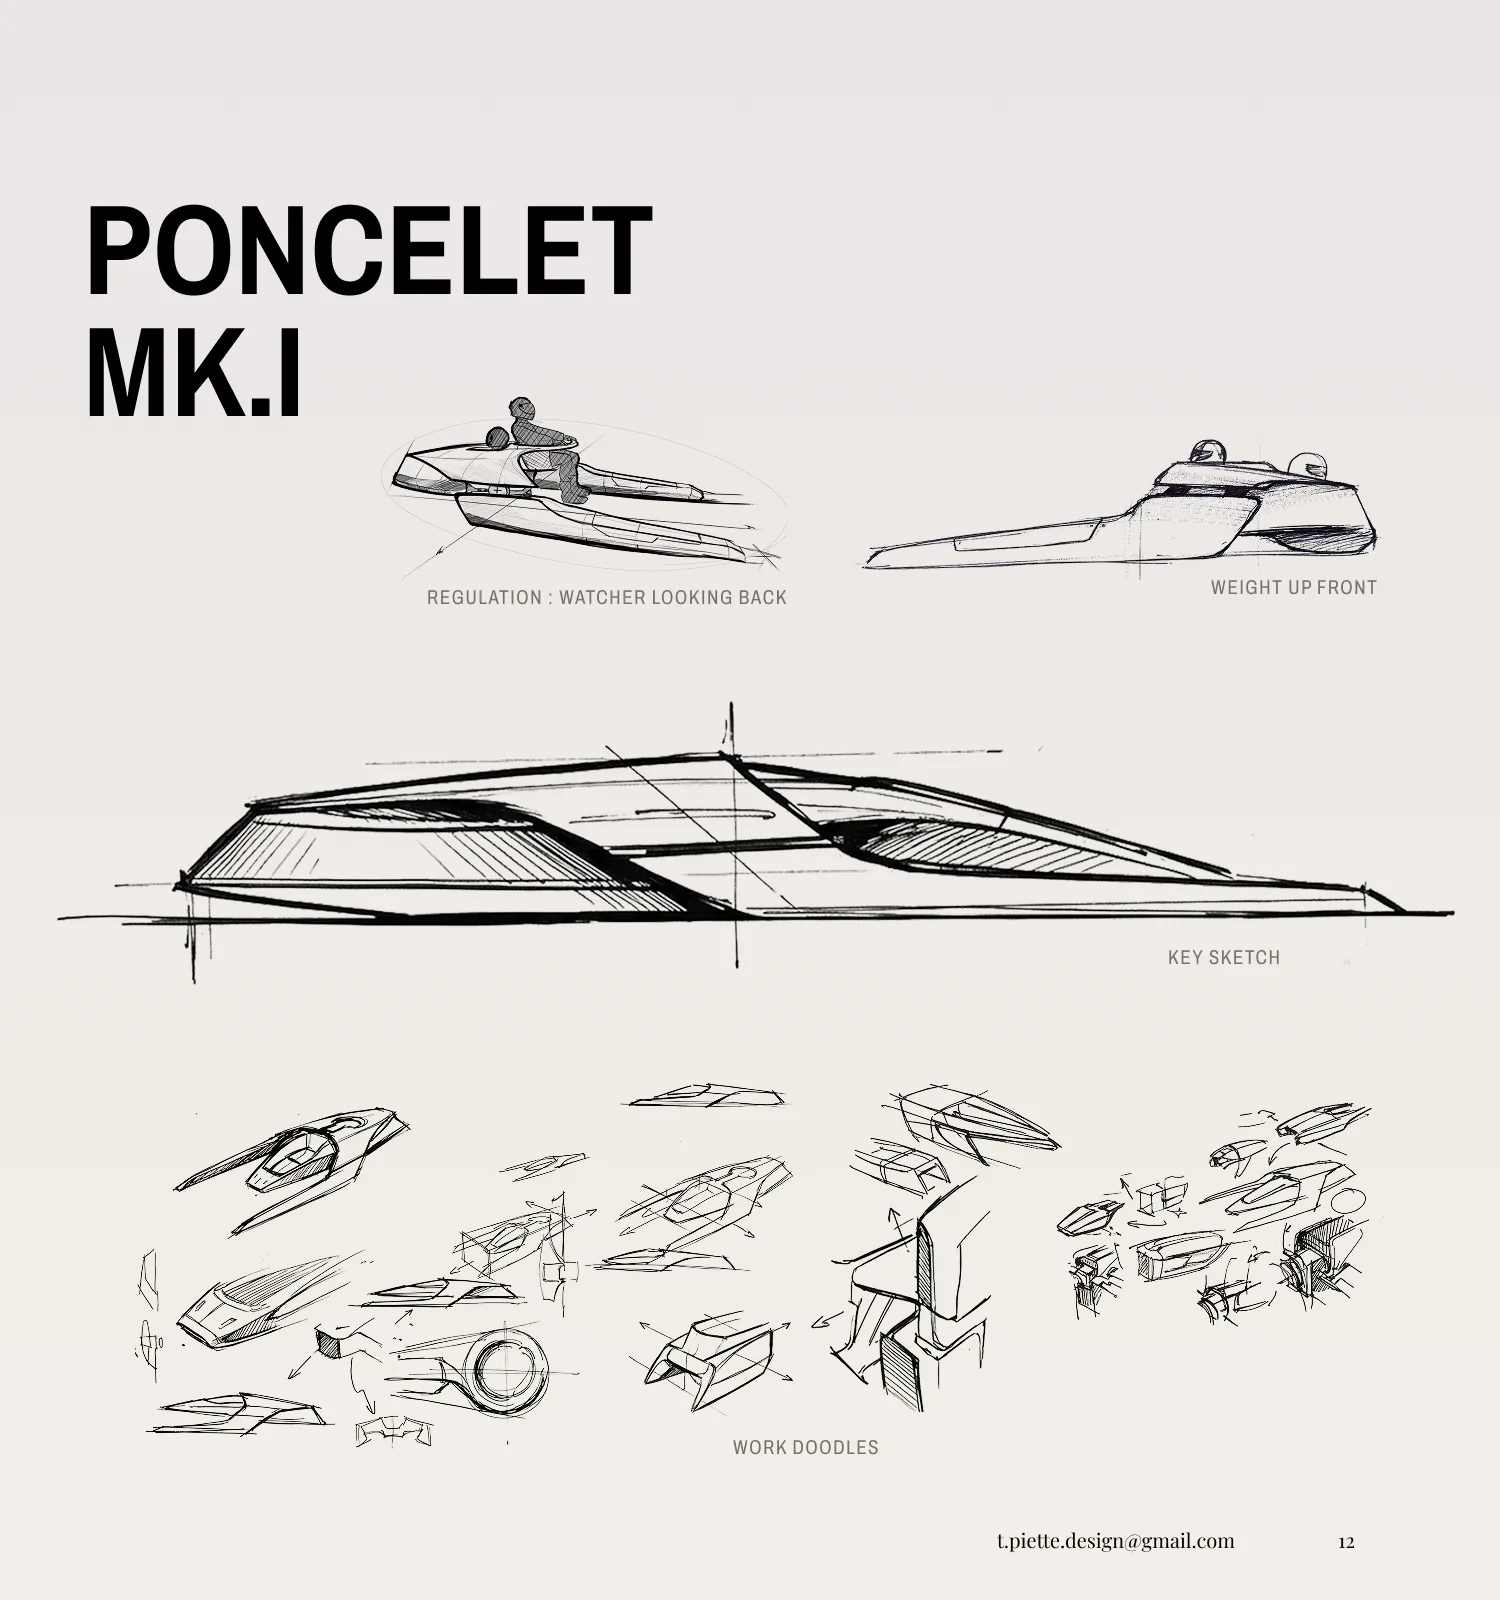 PONCELET
MK.I
REGULATION : WATCHER LOOKING BACK
WEIGHT UP FRONT
KEY SKETCH
WORK DOODLES
t.piette.design@gmail.com
12